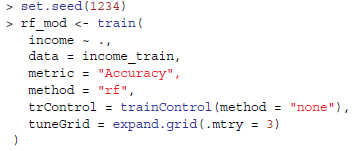 > set.seed(1234)
> rf_mod <- train(
income ~ .,
data = income_train,
metric = "Accuracy",
method = "rf",
trControl = trainControl(method = "none"),
tuneGrid = expand.grid(.mtry = 3)
)